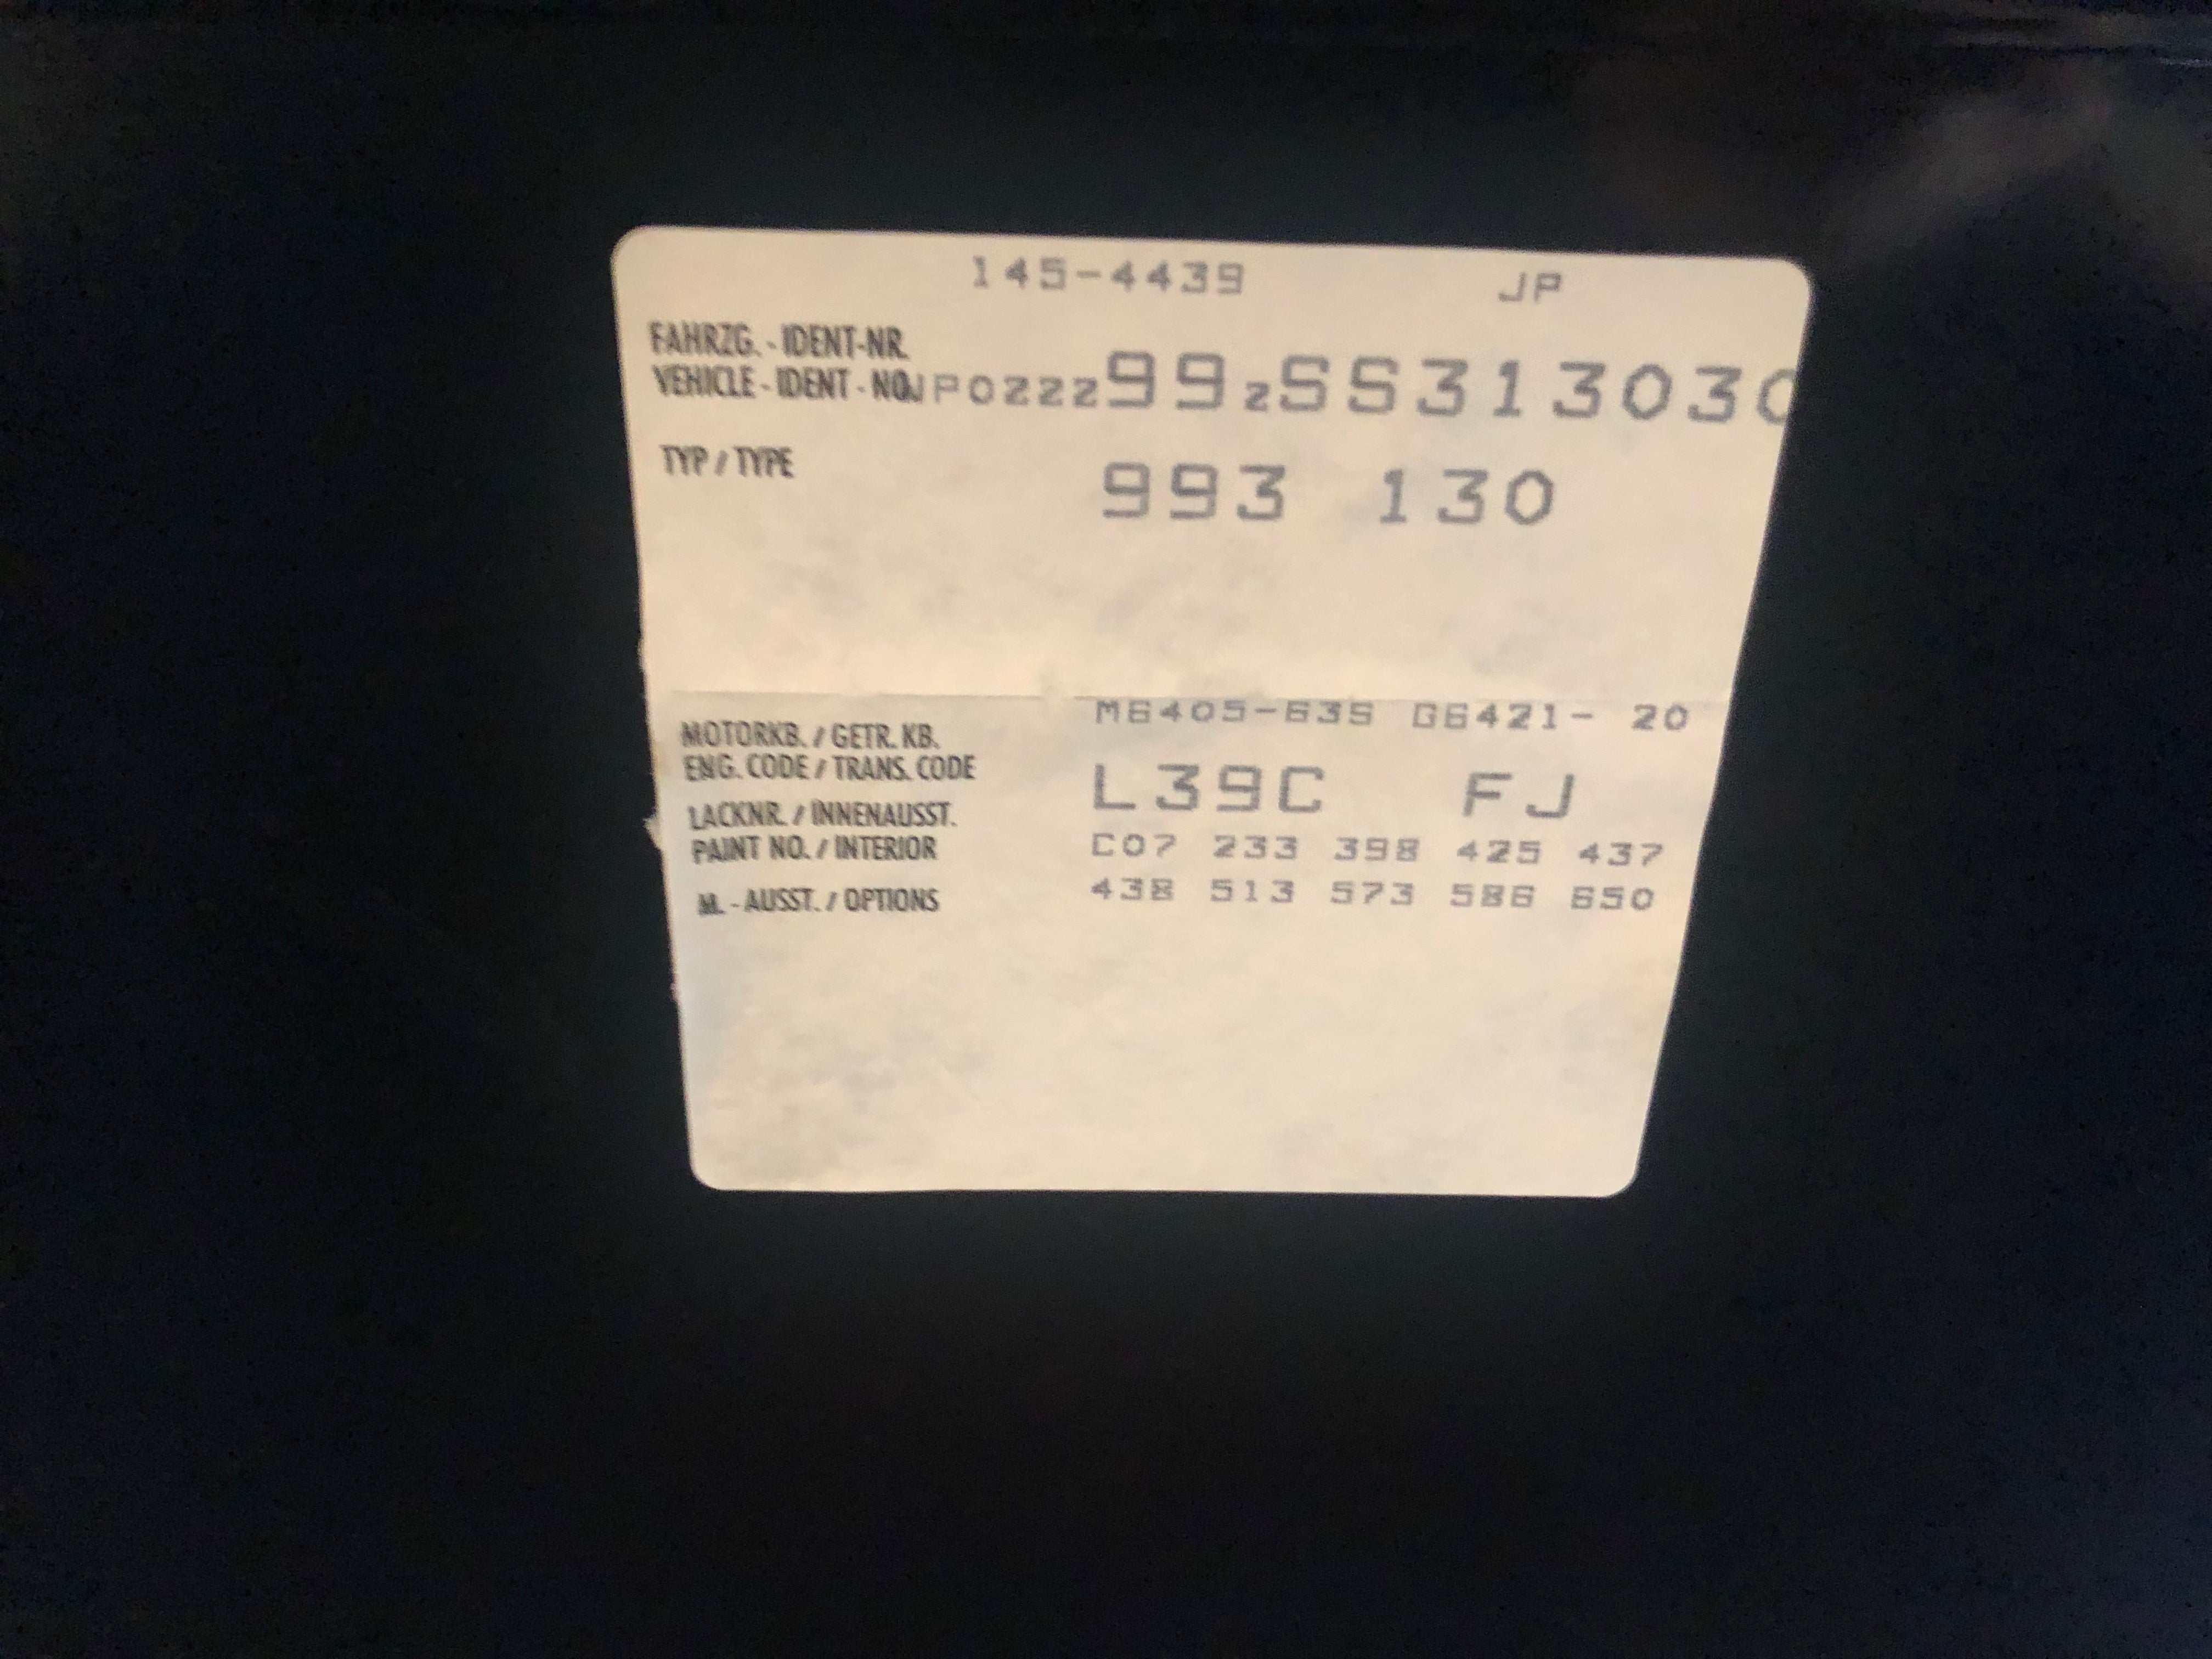 145-4439 JP
FAHRZG. - IDENT-NR.
VEHICLE - IDENT - NO. WP0ZZZ99ZSS313030
TYP / TYPE 993 130
M6405-63S G6421- 20
MOTORKB. / GETR. KB.
ENG. CODE / TRANS. CODE
L39C FJ
LACKNR. / INNENAUSST.
PAINT NO. / INTERIOR
C07 233 398 425 437
M. - AUSST. / OPTIONS
438 513 573 586 650